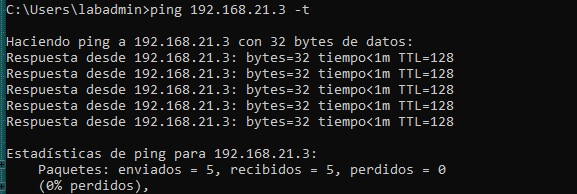 C:\Users\labadmin>ping 192.168.21.3 -t
Haciendo ping a 192.168.21.3 con 32 bytes de datos:
Respuesta desde 192.168.21.3: bytes=32 tiempo<1m TTL=128
Respuesta desde 192.168.21.3: bytes=32 tiempo<1m TTL=128
Respuesta desde 192.168.21.3: bytes=32 tiempo<1m TTL=128
Respuesta desde 192.168.21.3: bytes=32 tiempo<1m TTL=128
Respuesta desde 192.168.21.3: bytes=32 tiempo<1m TTL=128
Estadísticas de ping para 192.168.21.3:
Paquetes: enviados = 5, recibidos = 5, perdidos = 0
(0% perdidos),